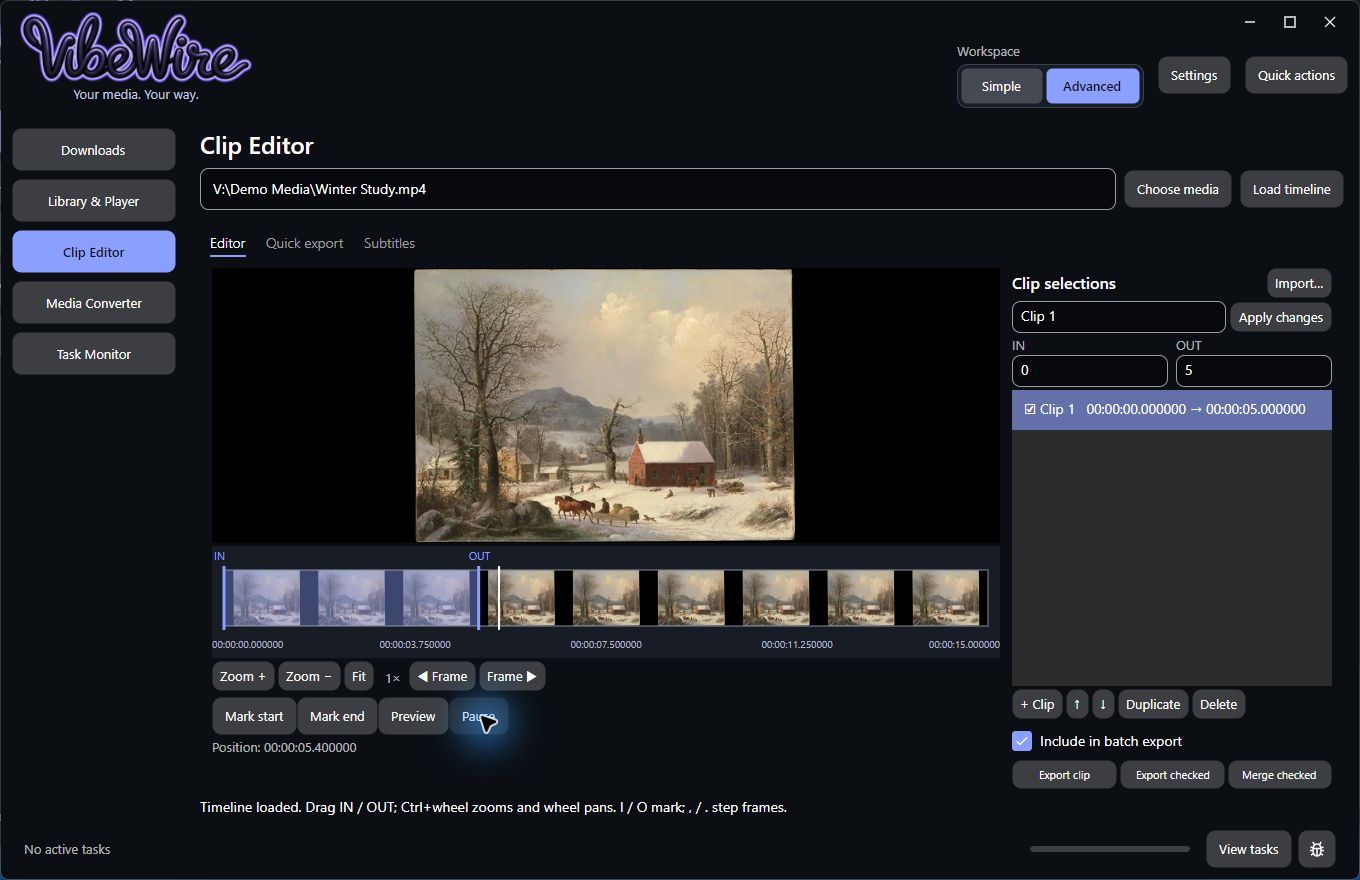 VibeWire
Your media. Your way.
Workspace
Simple
Advanced
Settings
Quick actions
Downloads
Library & Player
Clip Editor
Media Converter
Task Monitor
Clip Editor
V:\Demo Media\Winter Study.mp4
Choose media
Load timeline
Editor
Quick export
Subtitles
Clip selections
Import...
Clip 1
Apply changes
IN
OUT
0
5
Clip 1 00:00:00.000000 → 00:00:05.000000
IN
OUT
00:00:00.000000
00:00:03.750000
00:00:07.500000
00:00:11.250000
00:00:15.000000
Zoom +
Zoom −
Fit
1×
◀ Frame
Frame ▶
Mark start
Mark end
Preview
Pause
Position: 00:00:05.400000
+ Clip
↑
↓
Duplicate
Delete
Include in batch export
Export clip
Export checked
Merge checked
Timeline loaded. Drag IN / OUT; Ctrl+wheel zooms and wheel pans. I / O mark; , / . step frames.
No active tasks
View tasks